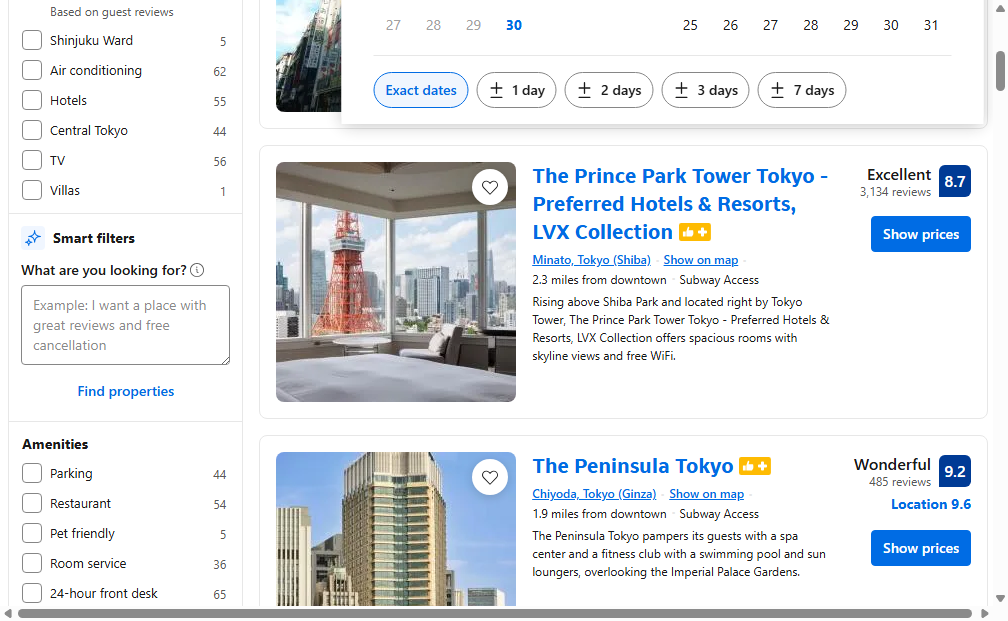 Based on guest reviews
Shinjuku Ward 5
Air conditioning 62
Hotels 55
Central Tokyo 44
TV 56
Villas 1
Smart filters
What are you looking for?
Example: I want a place with
great reviews and free
cancellation
Find properties
Amenities
Parking 44
Restaurant 54
Pet friendly 5
Room service 36
24-hour front desk 65
27 28 29 30 25 26 27 28 29 30 31
Exact dates ± 1 day ± 2 days ± 3 days ± 7 days
The Prince Park Tower Tokyo -
Preferred Hotels & Resorts,
LVX Collection
Minato, Tokyo (Shiba) · Show on map ·
2.3 miles from downtown · Subway Access
Rising above Shiba Park and located right by Tokyo
Tower, The Prince Park Tower Tokyo - Preferred Hotels &
Resorts, LVX Collection offers spacious rooms with
skyline views and free WiFi.
Excellent 8.7
3,134 reviews
Show prices
The Peninsula Tokyo
Chiyoda, Tokyo (Ginza) · Show on map ·
1.9 miles from downtown · Subway Access
The Peninsula Tokyo pampers its guests with a spa
center and a fitness club with a swimming pool and sun
loungers, overlooking the Imperial Palace Gardens.
Wonderful 9.2
485 reviews
Location 9.6
Show prices